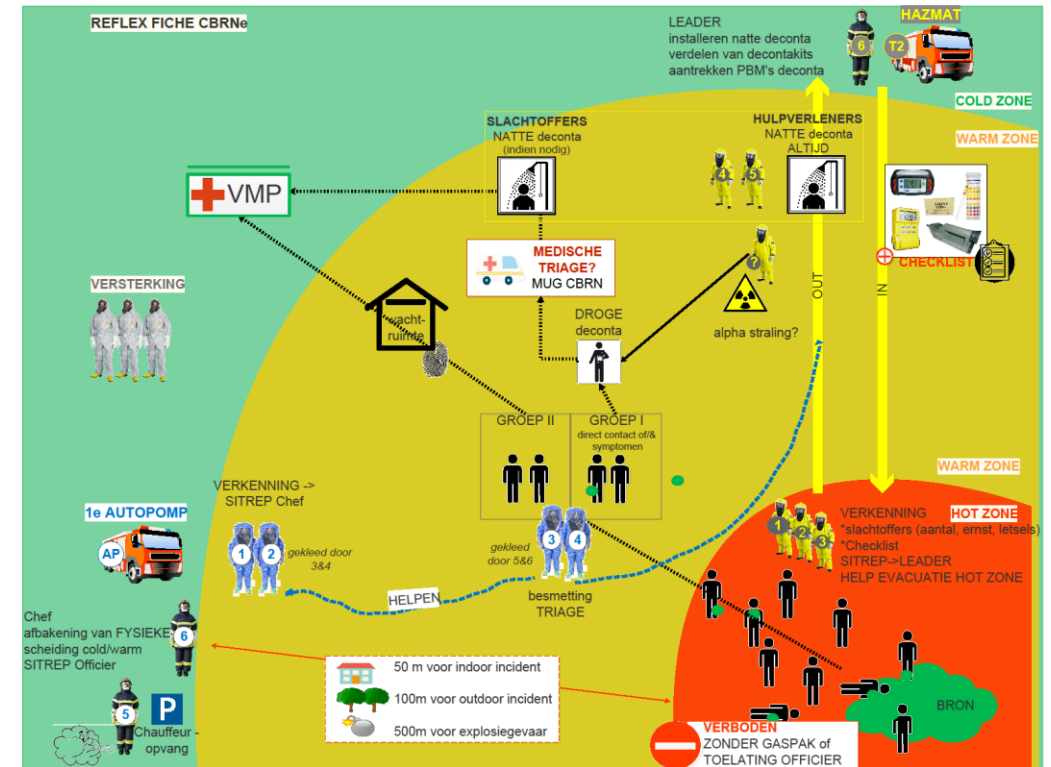 REFLEX FICHE CBRNe
LEADER
installeren natte deconta
verdelen van decontakits
aantrekken PBM's deconta
6
HAZMAT
T2
COLD ZONE
WARM ZONE
SLACHTOFFERS
NATTE deconta
(indien nodig)
HULPVERLENERS
NATTE deconta
ALTIJD
4
5
VMP
MEDISCHE
TRIAGE?
MUG CBRN
?
CHECKLIST
OUT
IN
VERSTERKING
wacht-
ruimte
DROGE
deconta
alpha straling?
GROEP II
GROEP I
direct contact of/&
symptomen
WARM ZONE
VERKENNING ->
SITREP Chef
1
2
gekleed door
3&4
gekleed
door 5&6
3
4
besmetting
TRIAGE
HELPEN
1e AUTOPOMP
AP
1
2
3
VERKENNING
HOT ZONE
*slachtoffers (aantal, ernst, letsels)
*Checklist
SITREP->LEADER
HELP EVACUATIE HOT ZONE
Chef
afbakening van FYSIEKE
scheiding cold/warm
SITREP Officier
6
5
P
Chauffeur -
opvang
50 m voor indoor incident
100m voor outdoor incident
500m voor explosiegevaar
BRON
VERBODEN
ZONDER GASPAK of
TOELATING OFFICIER